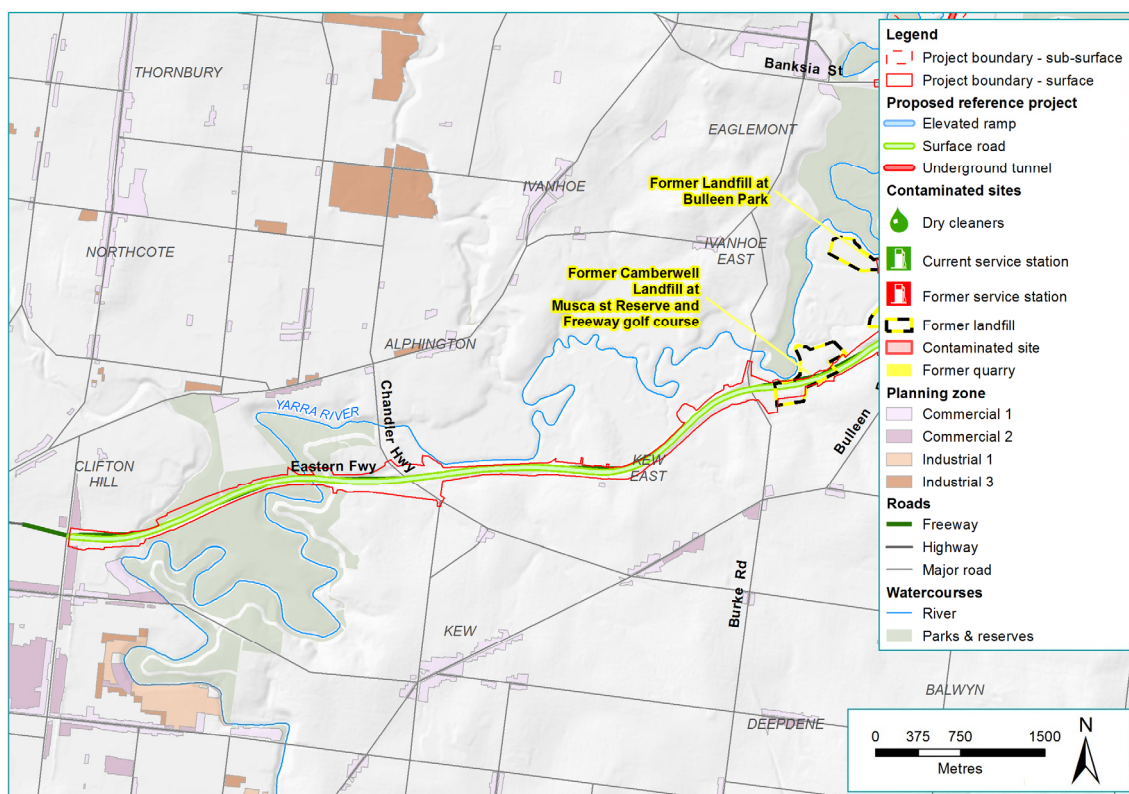 THORNBURY
Banksia St
EAGLEMONT
IVANHOE
Former Landfill at
Bulleen Park
NORTHCOTE
IVANHOE
EAST
Former Camberwell
Landfill at
Musca st Reserve and
Freeway golf course
ALPHINGTON
YARRA RIVER
Chandler Hwy
Bulleen
CLIFTON
HILL
Eastern Fwy
KEW
EAST
Burke Rd
KEW
BALWYN
DEEPDENE
Legend
Project boundary - sub-surface
Project boundary - surface
Proposed reference project
Elevated ramp
Surface road
Underground tunnel
Contaminated sites
Dry cleaners
Current service station
Former service station
Former landfill
Contaminated site
Former quarry
Planning zone
Commercial 1
Commercial 2
Industrial 1
Industrial 3
Roads
Freeway
Highway
Major road
Watercourses
River
Parks & reserves
0 375 750 1500
Metres
N